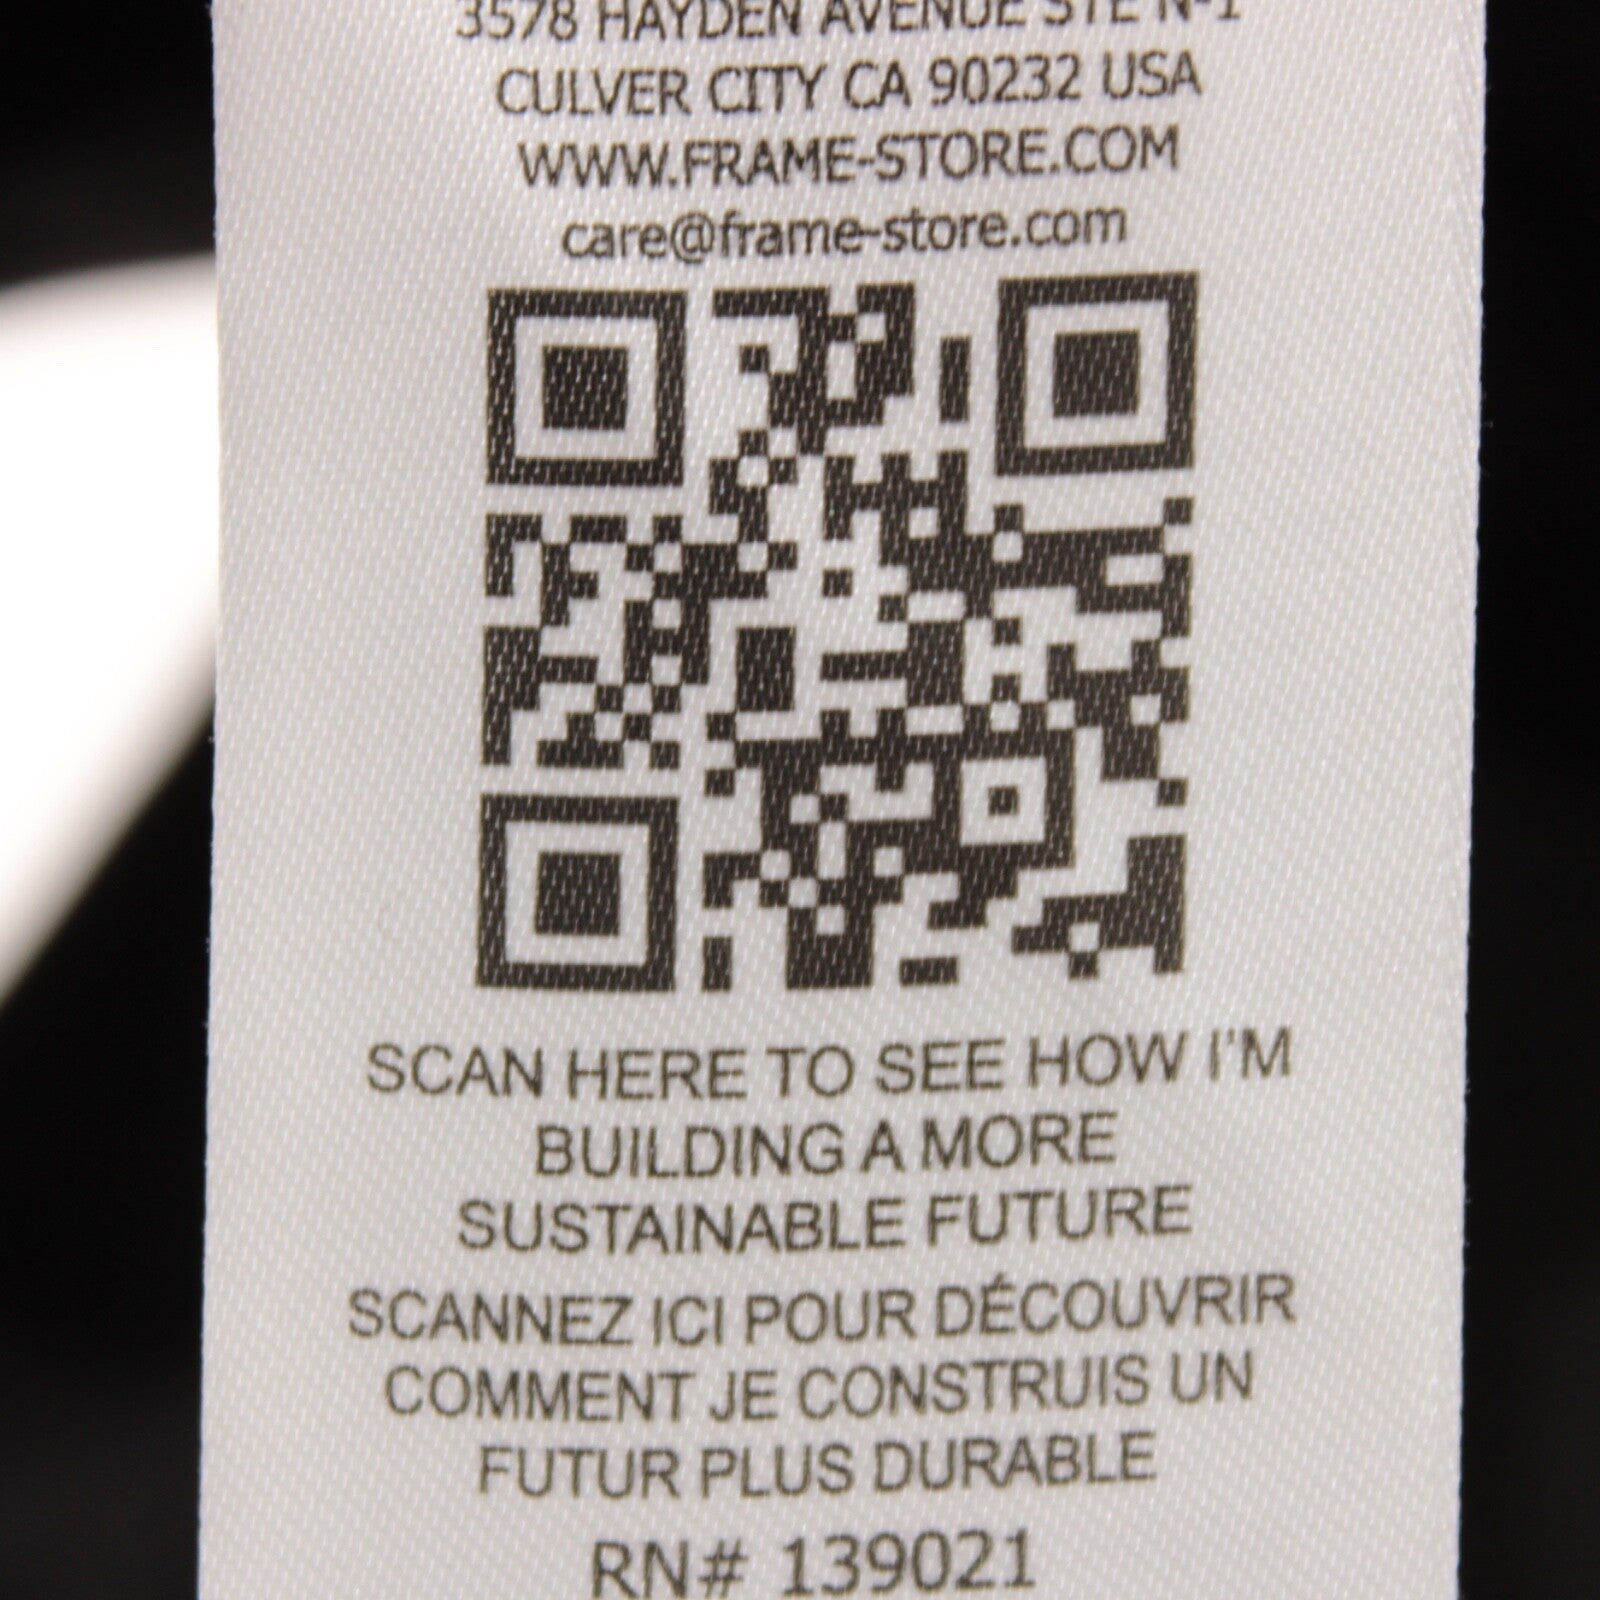 3578 HAYDEN AVENUE STE N-1
CULVER CITY CA 90232 USA
WWW.FRAME-STORE.COM
care@frame-store.com
SCAN HERE TO SEE HOW I'M
BUILDING A MORE
SUSTAINABLE FUTURE
SCANNEZ ICI POUR DÉCOUVRIR
COMMENT JE CONSTRUIS UN
FUTUR PLUS DURABLE
RN# 139021